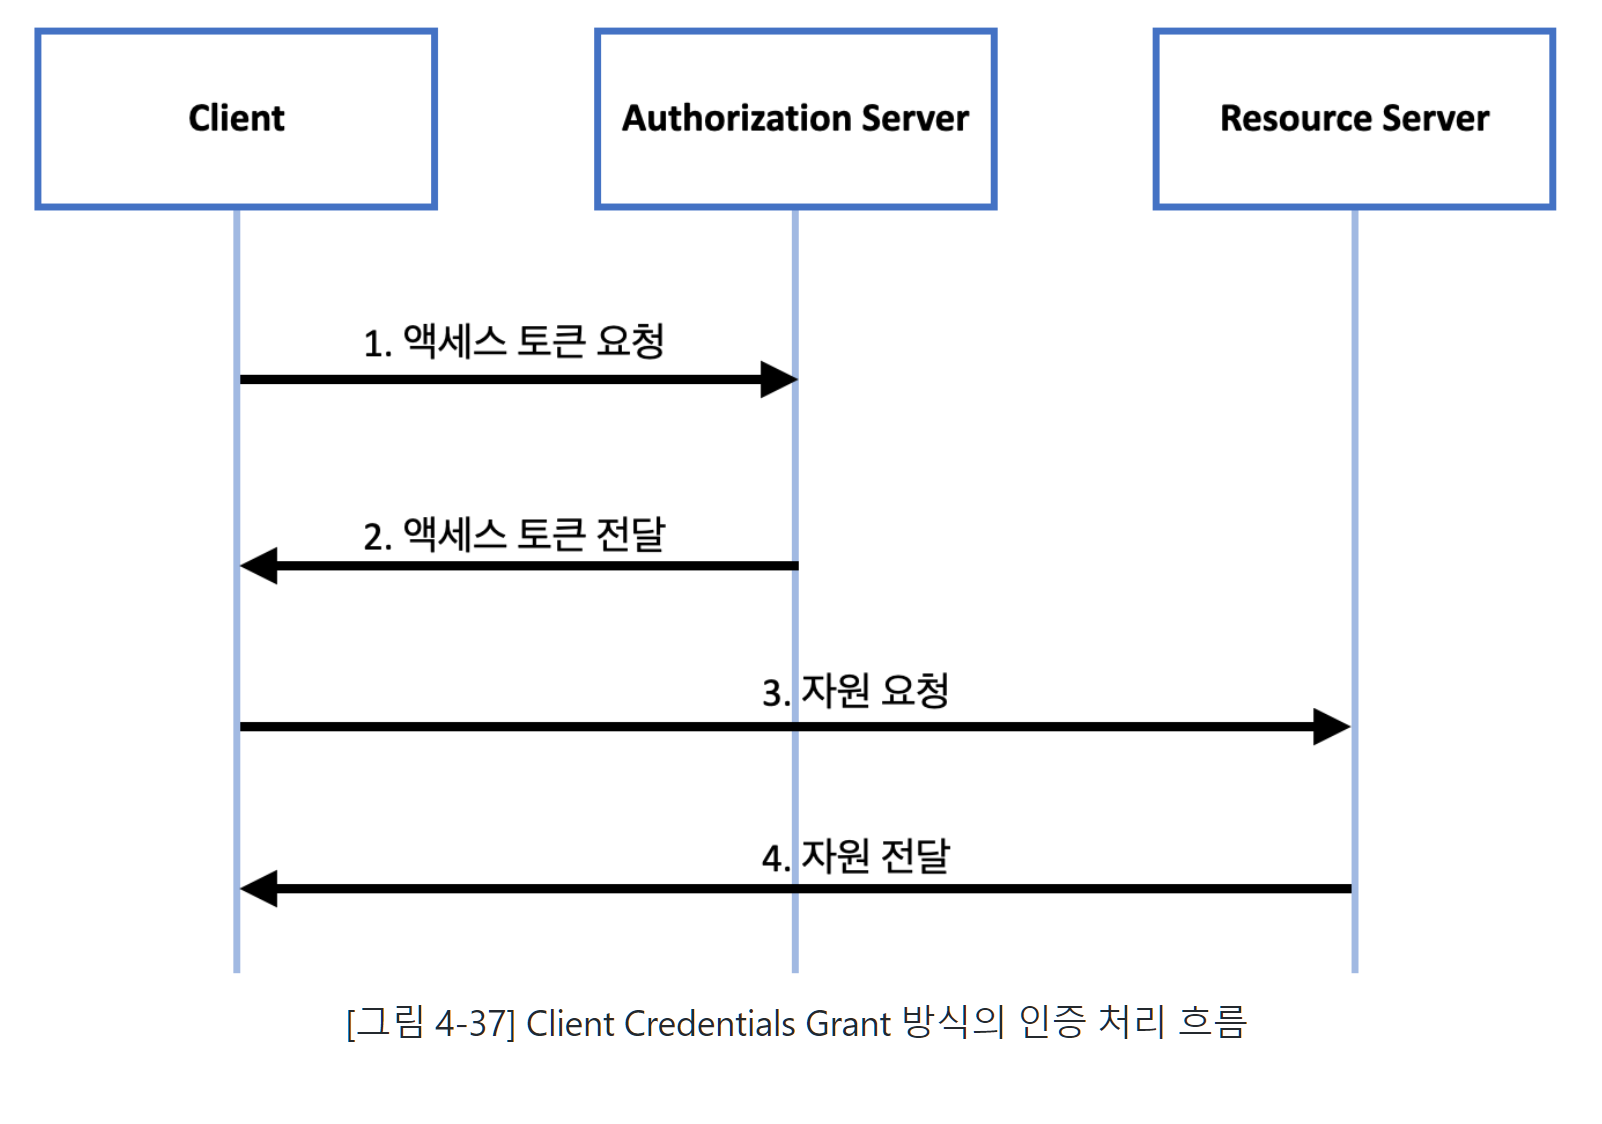 Client
Authorization Server
Resource Server
1. 액세스 토큰 요청
2. 액세스 토큰 전달
3. 자원 요청
4. 자원 전달
[그림 4-37] Client Credentials Grant 방식의 인증 처리 흐름